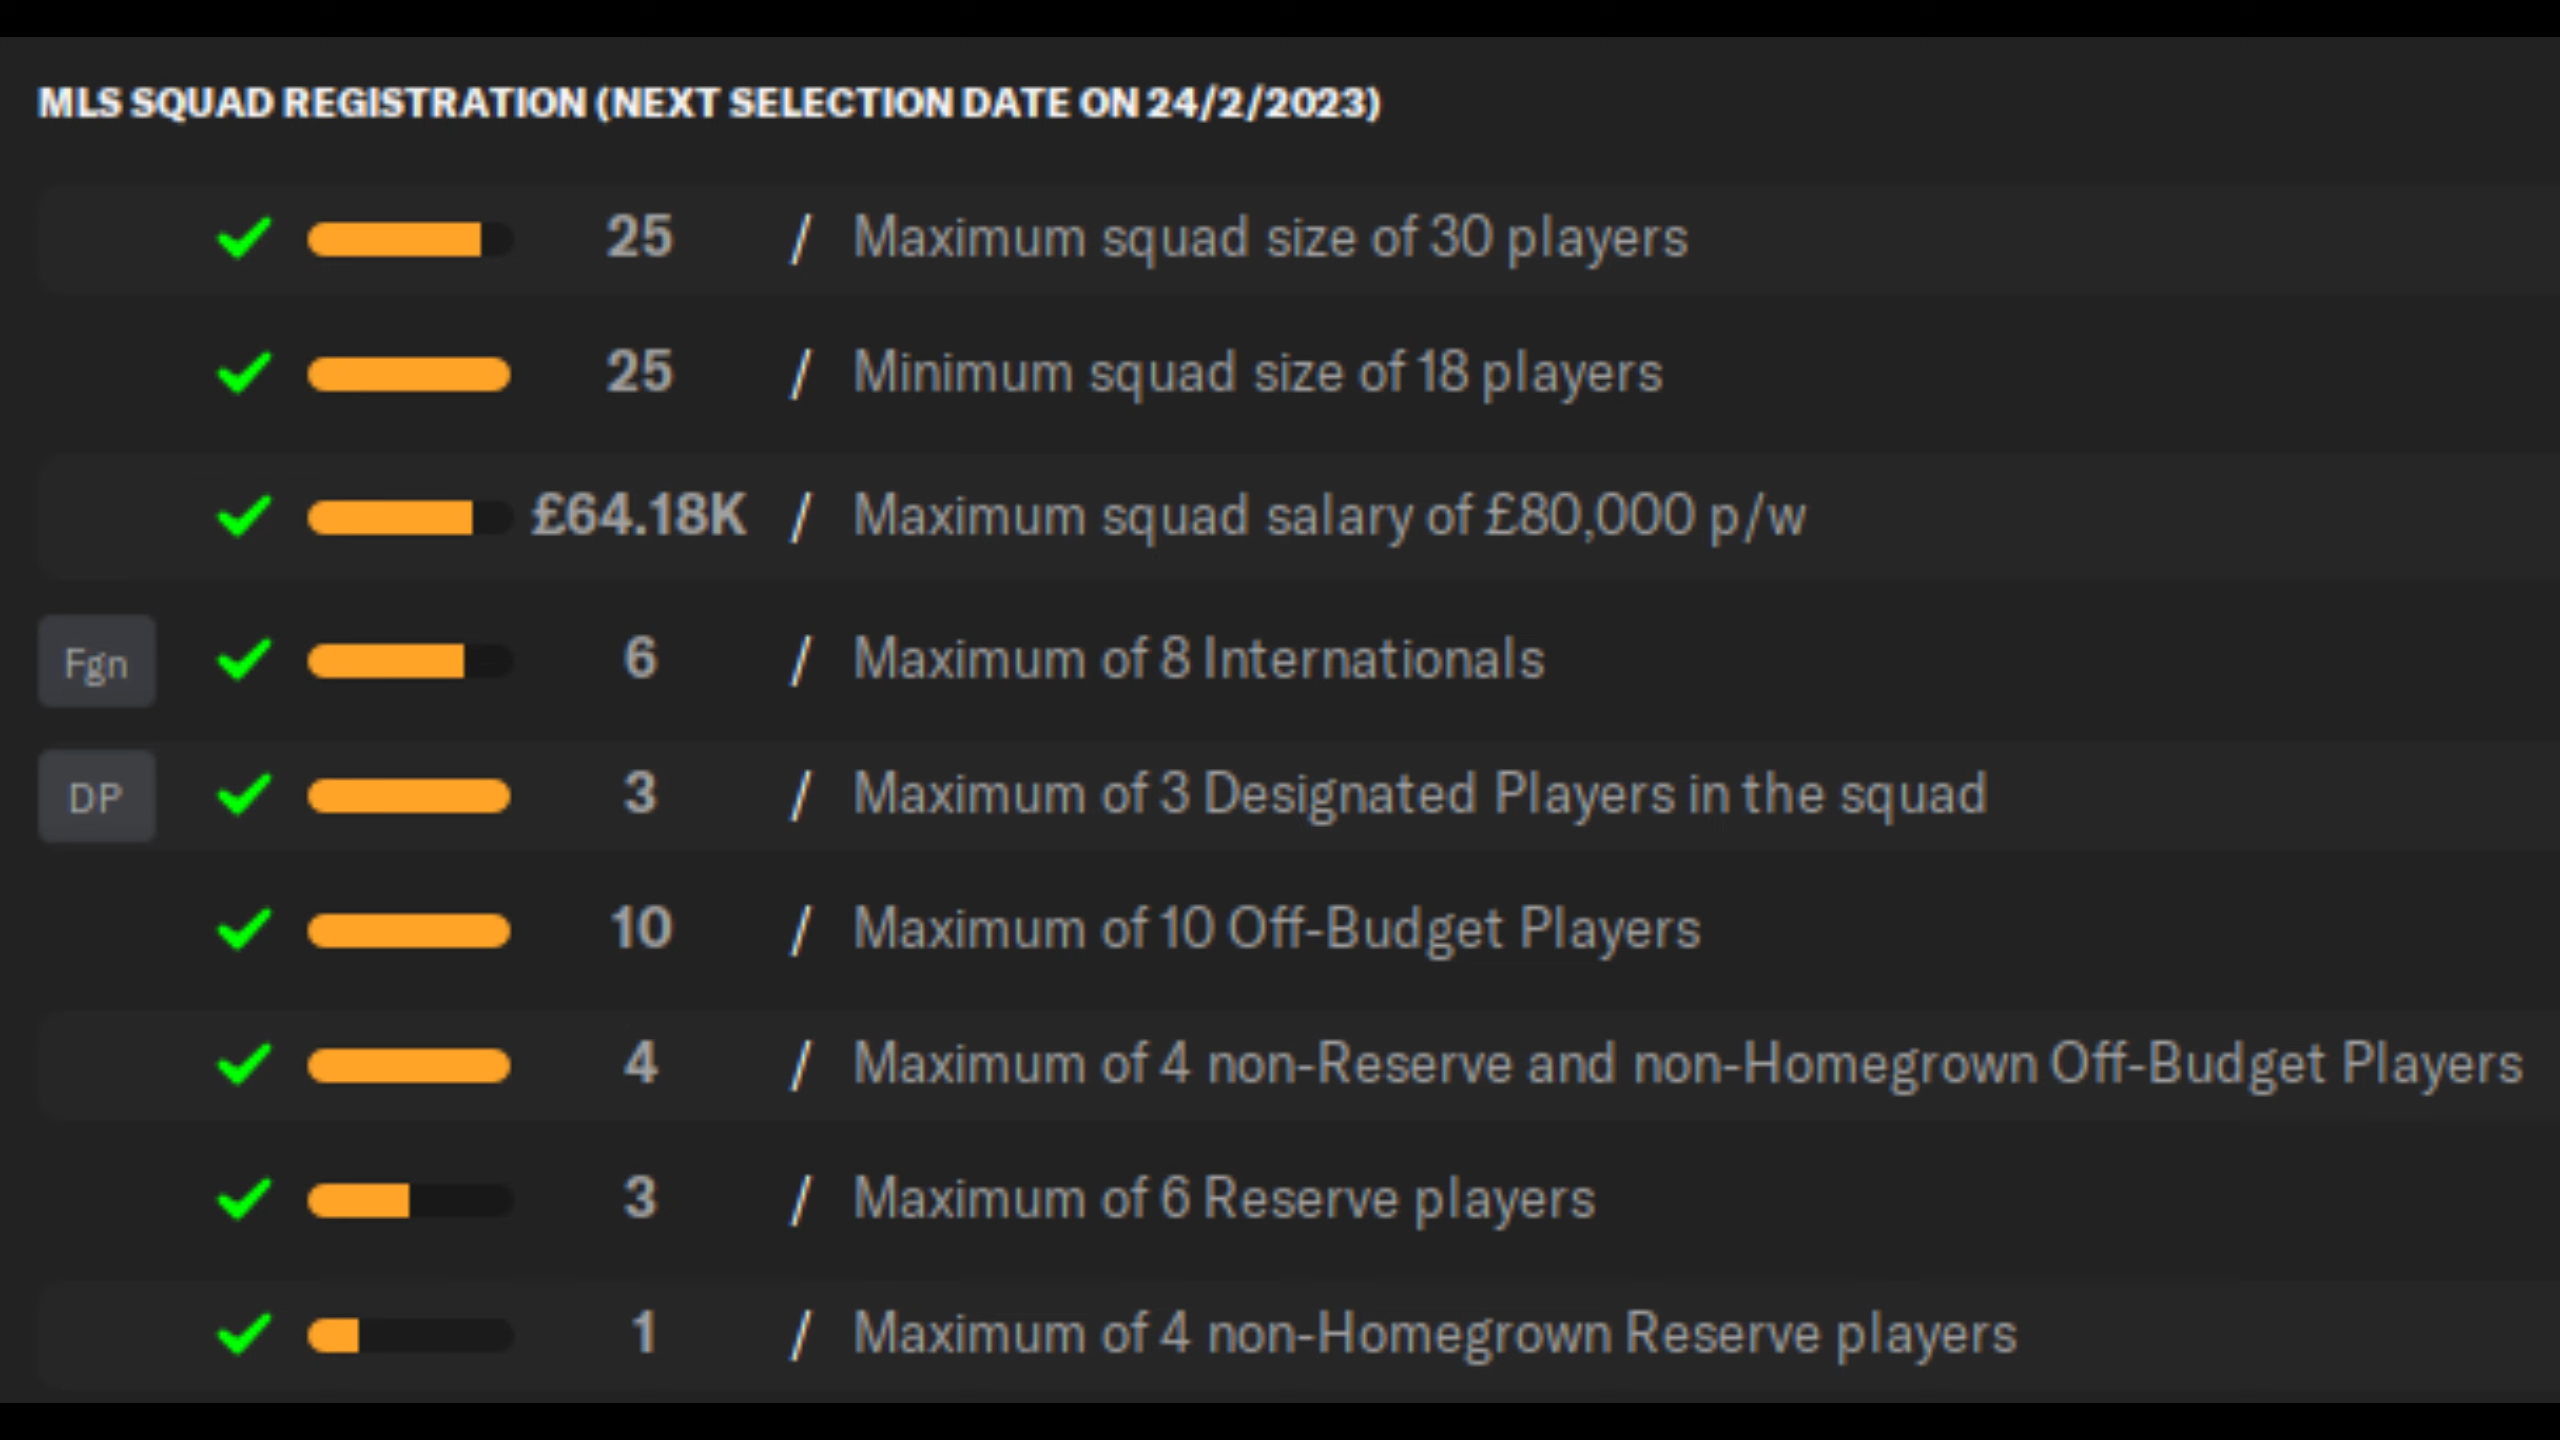 MLS SQUAD REGISTRATION (NEXT SELECTION DATE ON 24/2/2023)
25 / Maximum squad size of 30 players
25 / Minimum squad size of 18 players
£64.18K / Maximum squad salary of £80,000 p/w
Fgn 6 / Maximum of 8 Internationals
DP 3 / Maximum of 3 Designated Players in the squad
10 / Maximum of 10 Off-Budget Players
4 / Maximum of 4 non-Reserve and non-Homegrown Off-Budget Players
3 / Maximum of 6 Reserve players
1 / Maximum of 4 non-Homegrown Reserve players